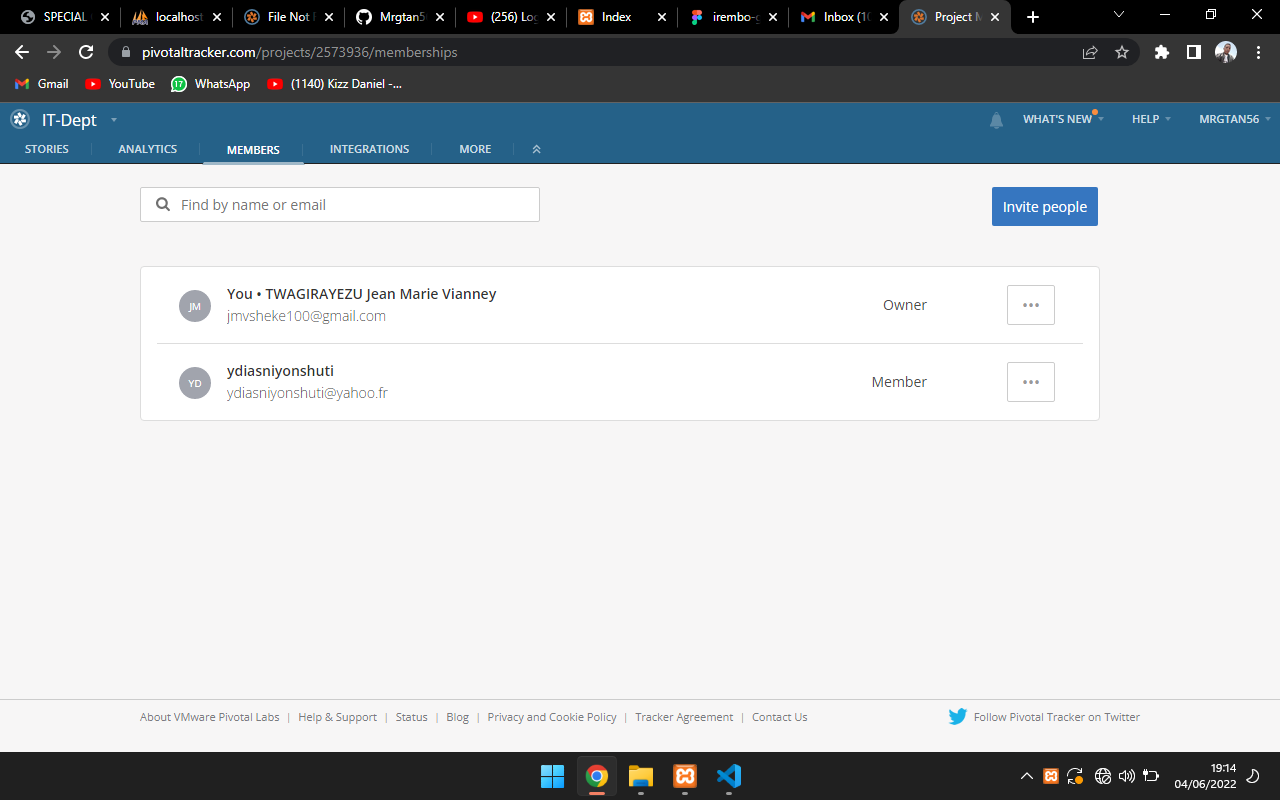 SPECIAL
localhost
File Not F
Mrgtan5
(256) Log
Index
irembo-g
Inbox (10
Project M
pivotaltracker.com/projects/2573936/memberships
Gmail
YouTube
17
WhatsApp
(1140) Kizz Daniel -...
IT-Dept
WHAT'S NEW
HELP
MRGTAN56
STORIES
ANALYTICS
MEMBERS
INTEGRATIONS
MORE
Find by name or email
Invite people
JM
You • TWAGIRAYEZU Jean Marie Vianney
jmvsheke100@gmail.com
Owner
YD
ydiasniyonshuti
ydiasniyonshuti@yahoo.fr
Member
About VMware Pivotal Labs | Help & Support | Status | Blog | Privacy and Cookie Policy | Tracker Agreement | Contact Us
Follow Pivotal Tracker on Twitter
19:14
04/06/2022